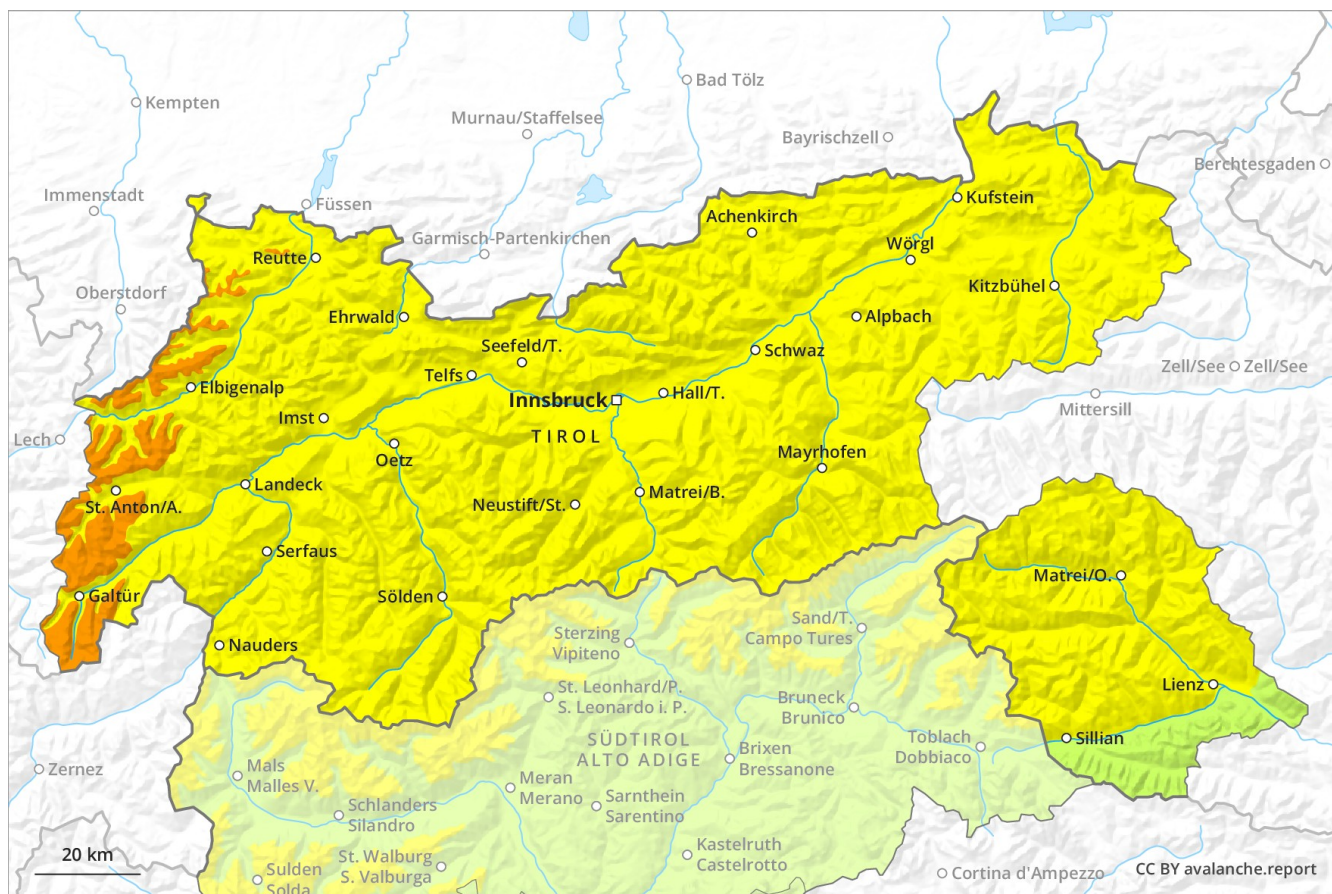 Kempten
Bad Tölz
Murnau/Staffelsee
Bayrischzell
Berchtesgaden
Immenstadt
Füssen
Kufstein
Achenkirch
Garmisch-Partenkirchen
Wörgl
Reutte
Oberstdorf
Kitzbühel
Ehrwald
Alpbach
Seefeld/T.
Schwaz
Telfs
Zell/See
Zell/See
Elbigenalp
Hall/T.
Mittersill
Innsbruck
Imst
TIROL
Lech
Oetz
Mayrhofen
Landeck
Matrei/B.
St. Anton/A.
Neustift/St.
Serfaus
Matrei/O.
Galtür
Sölden
Sand/T.
Campo Tures
Sterzing
Vipiteno
Nauders
Lienz
St. Leonhard/P.
S. Leonardo i. P.
Bruneck
Brunico
SÜDTIROL
ALTO ADIGE
Toblach
Dobbiaco
Sillian
Brixen
Bressanone
Zernez
Mals
Malles V.
Meran
Merano
Schlanders
Silandro
Sarnthein
Sarentino
Kastelruth
Castelrotto
20 km
St. Walburg
S. Valburga
Sulden
Solda
Cortina d'Ampezzo
CC BY avalanche.report